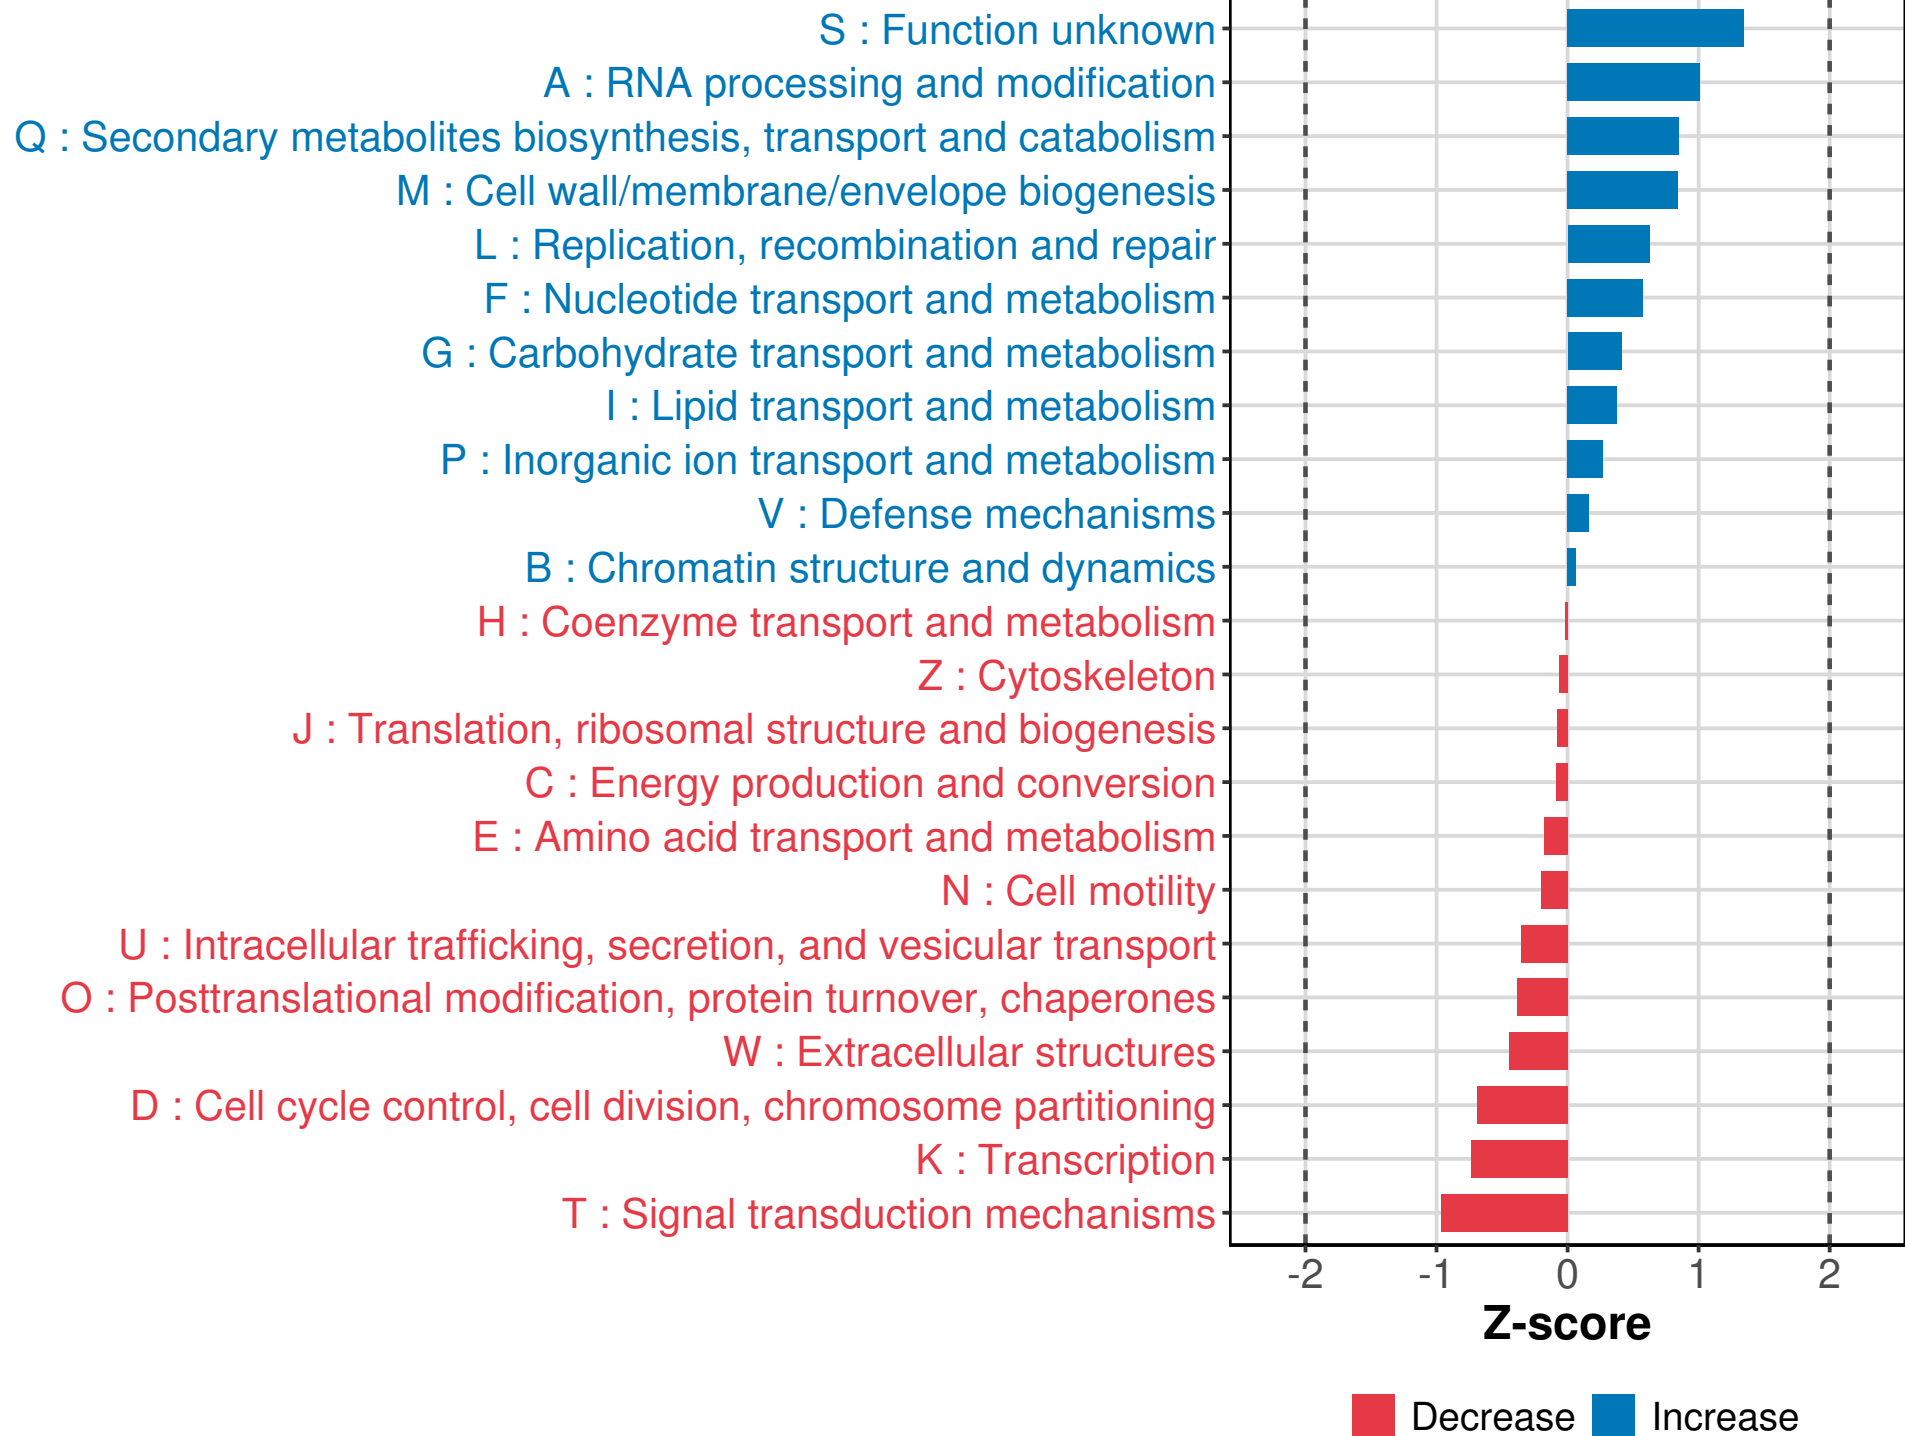 S : Function unknown
A : RNA processing and modification
Q : Secondary metabolites biosynthesis, transport and catabolism
M : Cell wall/membrane/envelope biogenesis
L : Replication, recombination and repair
F : Nucleotide transport and metabolism
G : Carbohydrate transport and metabolism
I : Lipid transport and metabolism
P : Inorganic ion transport and metabolism
V : Defense mechanisms
B : Chromatin structure and dynamics
H : Coenzyme transport and metabolism
Z : Cytoskeleton
J : Translation, ribosomal structure and biogenesis
C : Energy production and conversion
E : Amino acid transport and metabolism
N : Cell motility
U : Intracellular trafficking, secretion, and vesicular transport
O : Posttranslational modification, protein turnover, chaperones
W : Extracellular structures
D : Cell cycle control, cell division, chromosome partitioning
K : Transcription
T : Signal transduction mechanisms
-2 -1 0 1 2
Z-score
Decrease Increase